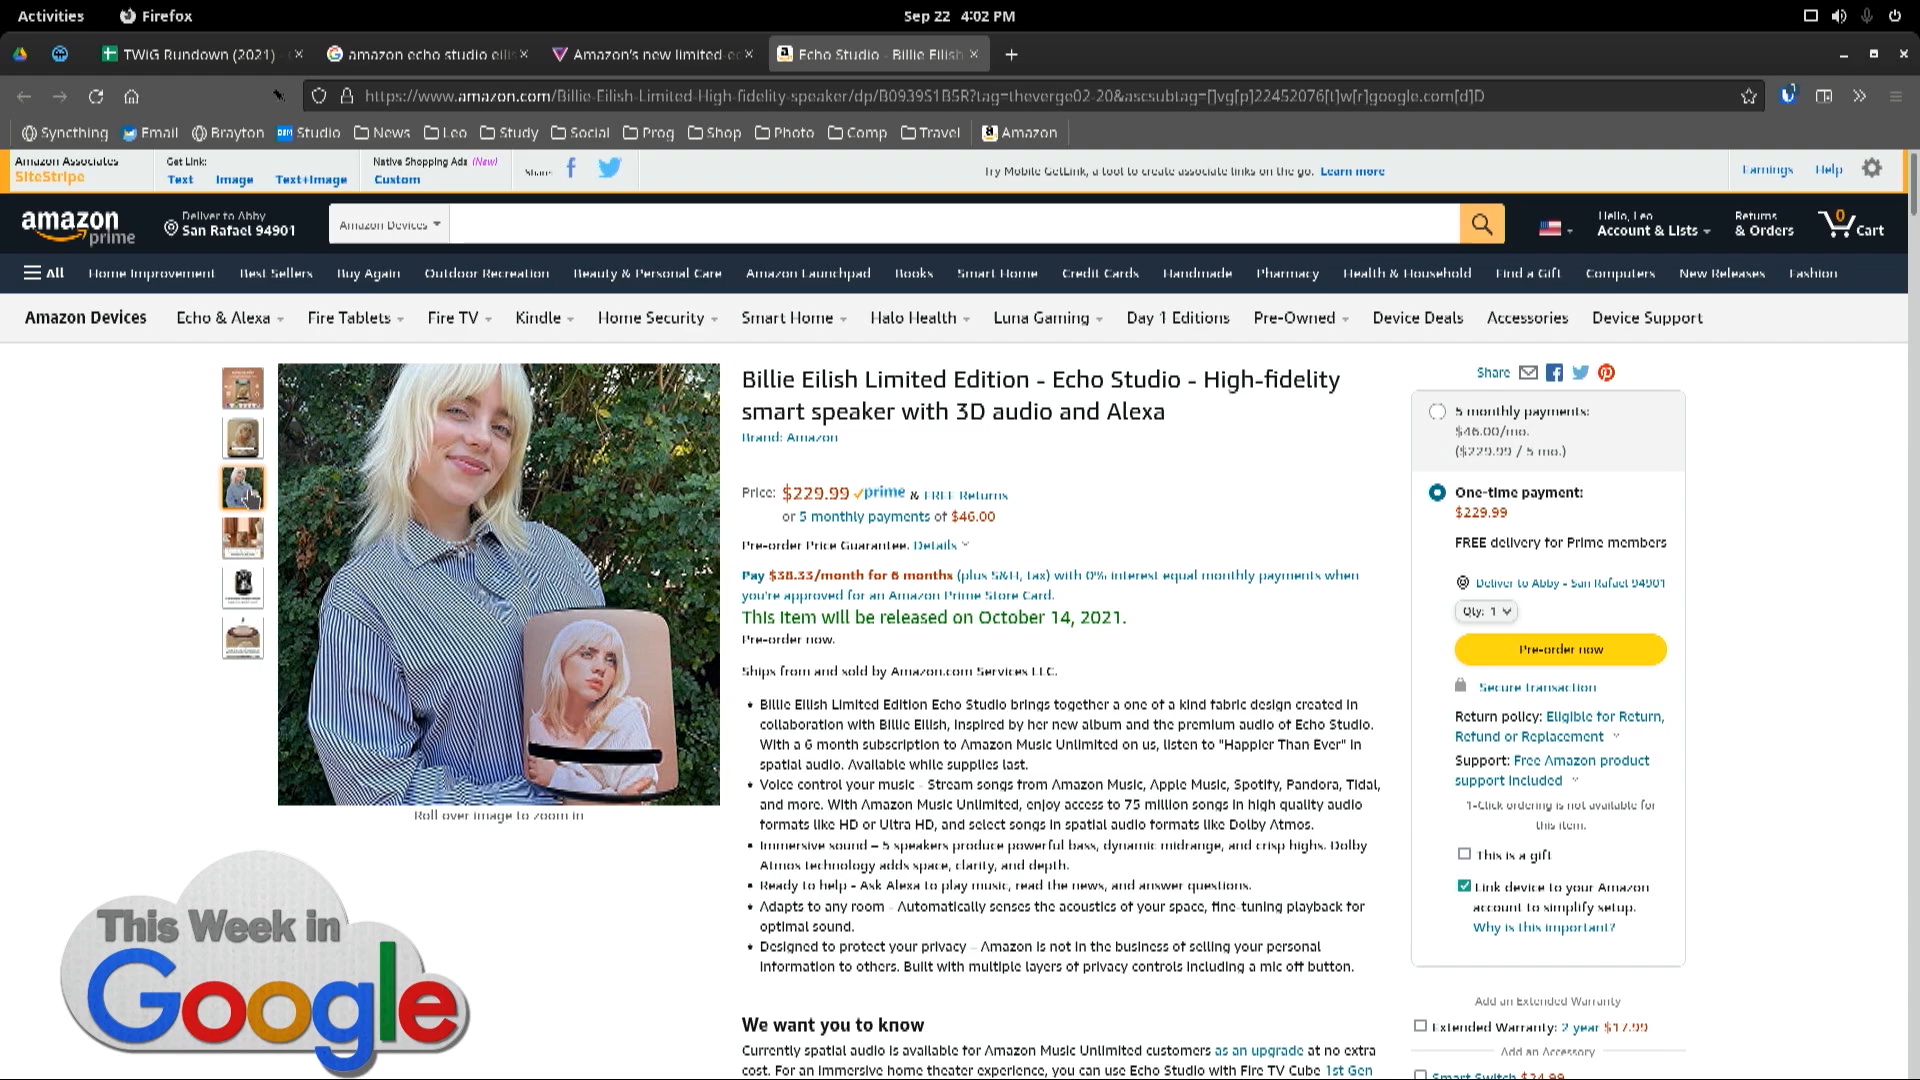 Activities Firefox Sep 22 4:02 PM
TWiG Rundown (2021) amazon echo studio eilis Amazon's new limited-ed Echo Studio - Billie Eilish
https://www.amazon.com/Billie-Eilish-Limited-High-fidelity-speaker/dp/B0939S1B5R?tag=theverge02-20&ascsubtag=[]vg[p]22452076[t]w[r]google.com[d]D
Syncthing Email Brayton Studio News Leo Study Social Prog Shop Photo Comp Travel Amazon
Amazon Associates Get Link: Native Shopping Ads (New)
SiteStripe Text Image Text+Image Custom Share: Try Mobile GetLink, a tool to create associate links on the go. Learn more Earnings Help
amazon prime Deliver to Abby San Rafael 94901 Amazon Devices Hello, Leo Account & Lists Returns & Orders 0 Cart
All Home Improvement Best Sellers Buy Again Outdoor Recreation Beauty & Personal Care Amazon Launchpad Books Smart Home Credit Cards Handmade Pharmacy Health & Household Find a Gift Computers New Releases Fashion
Amazon Devices Echo & Alexa Fire Tablets Fire TV Kindle Home Security Smart Home Halo Health Luna Gaming Day 1 Editions Pre-Owned Device Deals Accessories Device Support
Roll over image to zoom in
Billie Eilish Limited Edition - Echo Studio - High-fidelity
smart speaker with 3D audio and Alexa
Brand: Amazon
Price: $229.99 prime & FREE Returns
or 5 monthly payments of $46.00
Pre-order Price Guarantee. Details
Pay $38.33/month for 6 months (plus S&H, tax) with 0% interest equal monthly payments when
you're approved for an Amazon Prime Store Card.
This item will be released on October 14, 2021.
Pre-order now.
Ships from and sold by Amazon.com Services LLC.
• Billie Eilish Limited Edition Echo Studio brings together a one of a kind fabric design created in
collaboration with Billie Eilish, inspired by her new album and the premium audio of Echo Studio.
With a 6 month subscription to Amazon Music Unlimited on us, listen to "Happier Than Ever" in
spatial audio. Available while supplies last.
• Voice control your music - Stream songs from Amazon Music, Apple Music, Spotify, Pandora, Tidal,
and more. With Amazon Music Unlimited, enjoy access to 75 million songs in high quality audio
formats like HD or Ultra HD, and select songs in spatial audio formats like Dolby Atmos.
• Immersive sound – 5 speakers produce powerful bass, dynamic midrange, and crisp highs. Dolby
Atmos technology adds space, clarity, and depth.
• Ready to help - Ask Alexa to play music, read the news, and answer questions.
• Adapts to any room - Automatically senses the acoustics of your space, fine-tuning playback for
optimal sound.
• Designed to protect your privacy – Amazon is not in the business of selling your personal
information to others. Built with multiple layers of privacy controls including a mic off button.
We want you to know
Currently spatial audio is available for Amazon Music Unlimited customers as an upgrade at no extra
cost. For an immersive home theater experience, you can use Echo Studio with Fire TV Cube 1st Gen
Share
5 monthly payments:
$46.00/mo.
($229.99 / 5 mo.)
One-time payment:
$229.99
FREE delivery for Prime members
Deliver to Abby - San Rafael 94901
Qty: 1
Pre-order now
Secure transaction
Return policy: Eligible for Return,
Refund or Replacement
Support: Free Amazon product
support included
1-Click ordering is not available for
this item.
This is a gift
Link device to your Amazon
account to simplify setup.
Why is this important?
Add an Extended Warranty
Extended Warranty: 2 year $17.99
Add an Accessory
Smart Switch $24.99
This Week in
Google